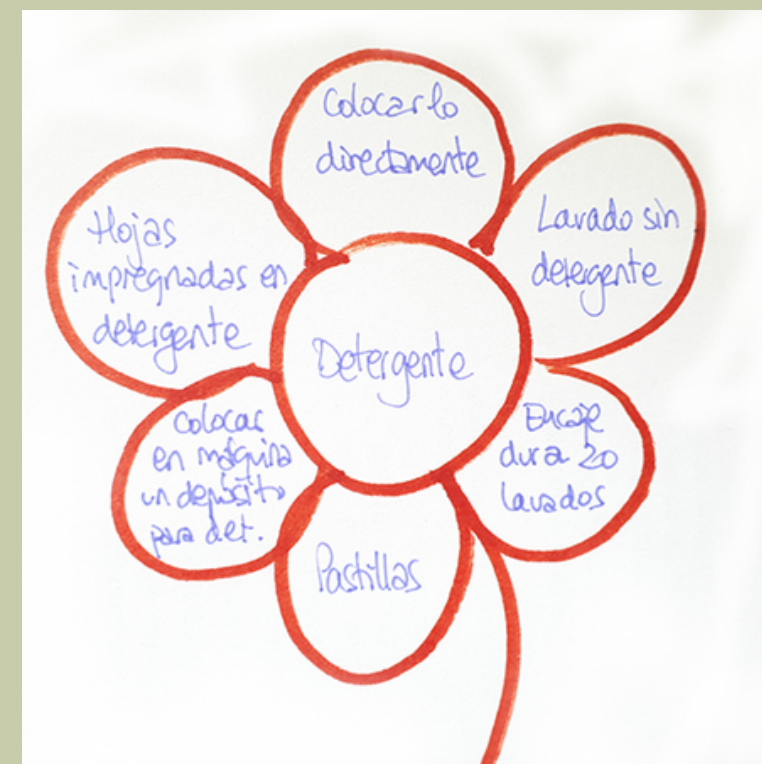 Colocarlo
directamente
Lavado sin
detergente
Encaje
dura 20
lavados
Pastillas
Colocar
en máquina
un depósito
para det.
Hojas
impregnadas en
detergente
Detergente